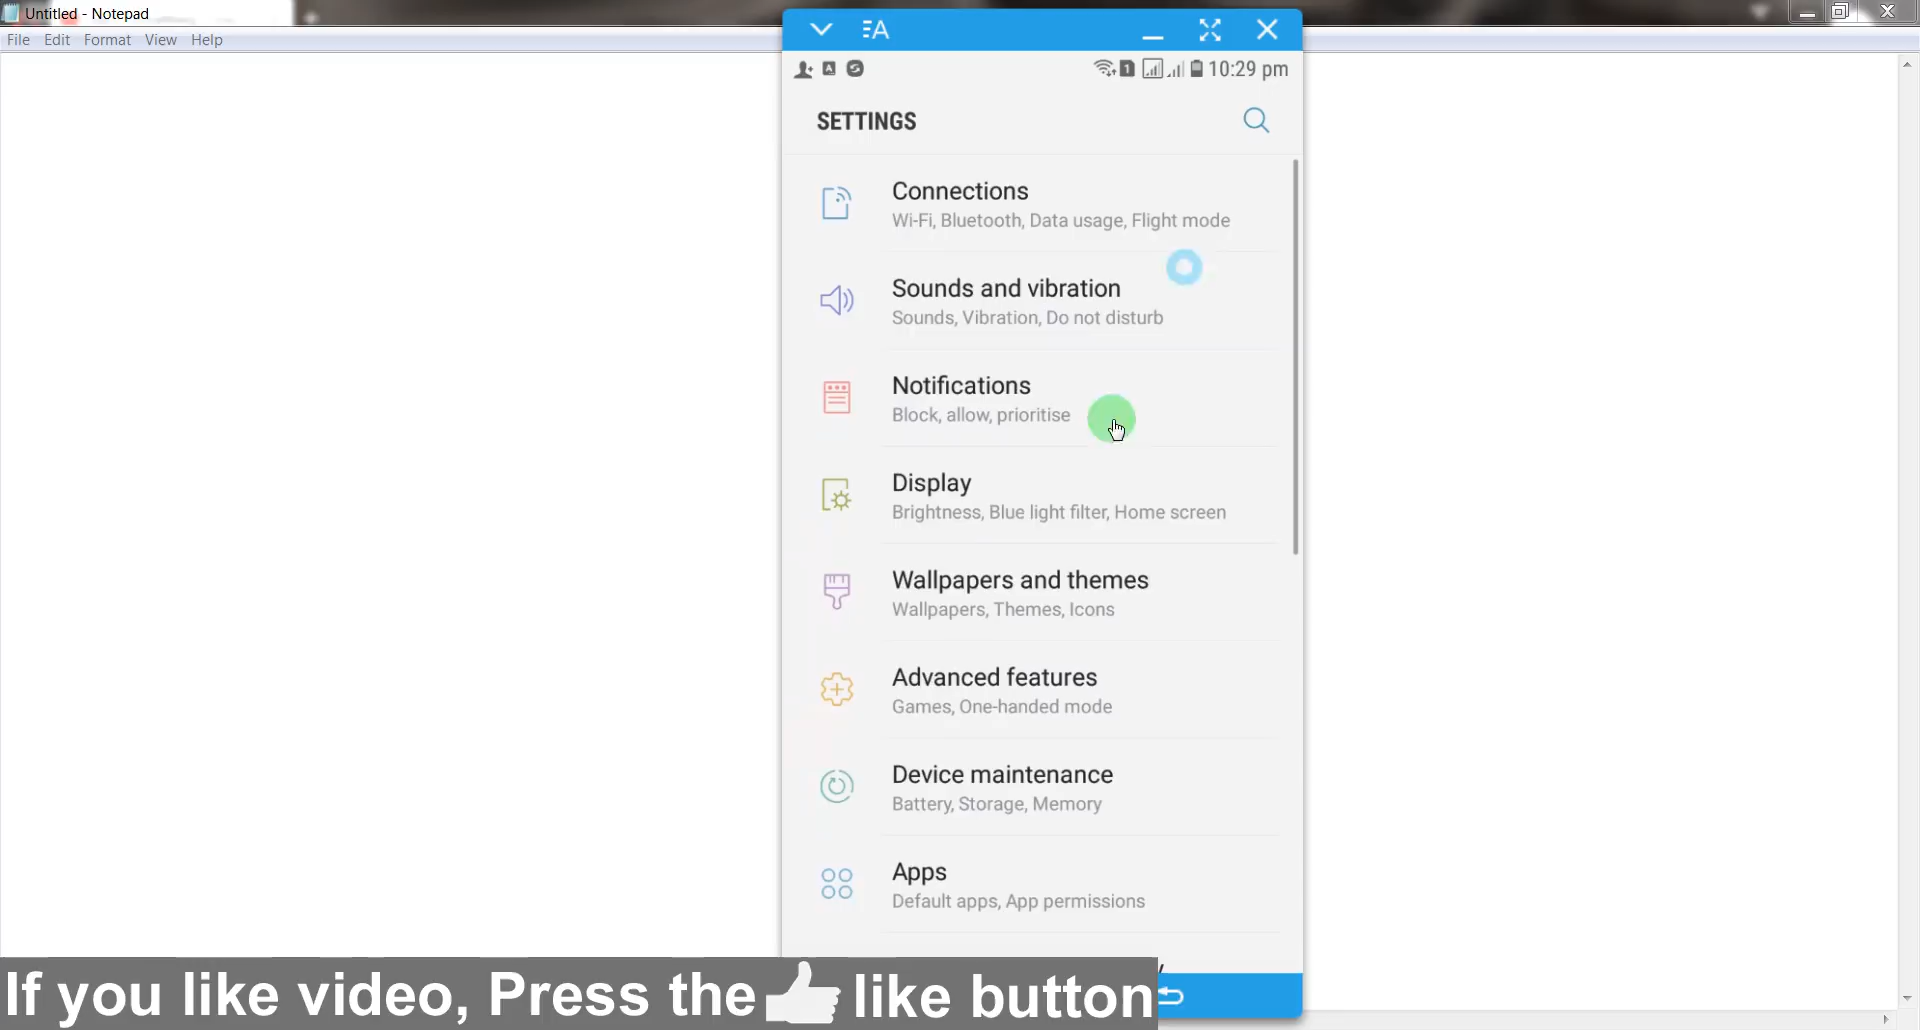 Untitled - Notepad
File Edit Format View Help
A
A
1
10:29 pm
SETTINGS
Connections
Wi-Fi, Bluetooth, Data usage, Flight mode
Sounds and vibration
Sounds, Vibration, Do not disturb
Notifications
Block, allow, prioritise
Display
Brightness, Blue light filter, Home screen
Wallpapers and themes
Wallpapers, Themes, Icons
Advanced features
Games, One-handed mode
Device maintenance
Battery, Storage, Memory
Apps
Default apps, App permissions
If you like video, Press the like button